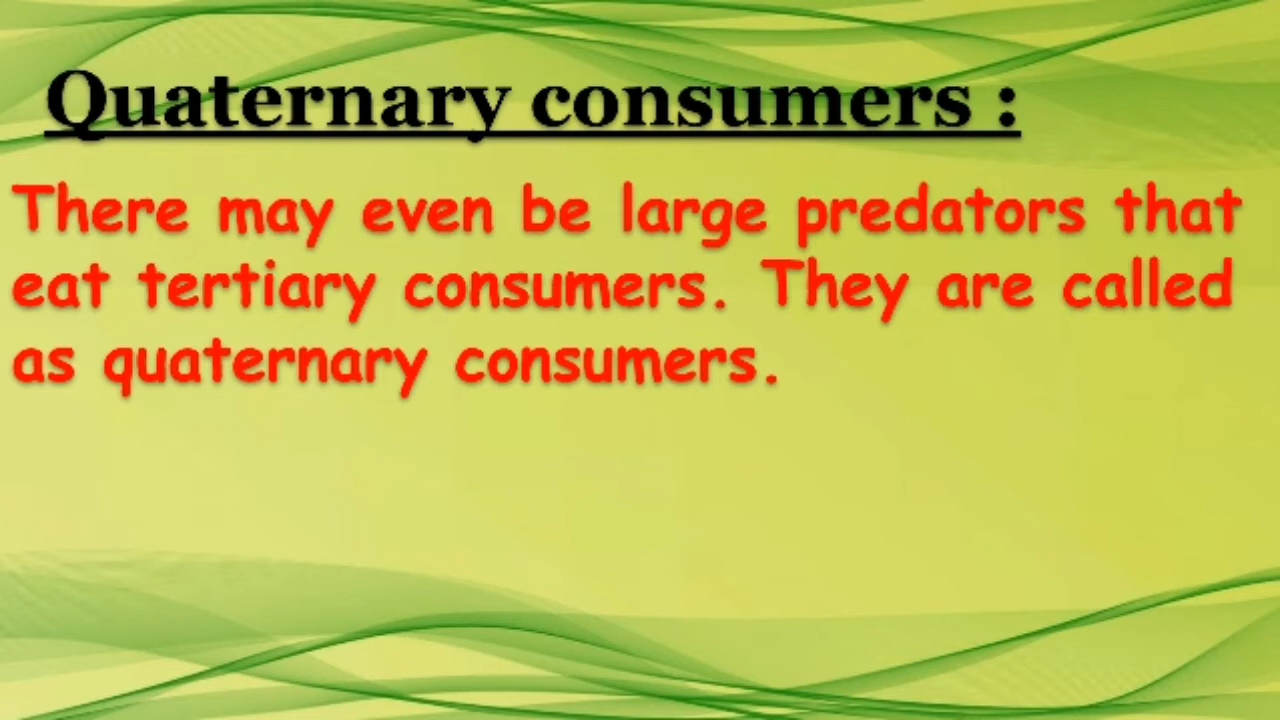 Quaternary consumers :
There may even be large predators that
eat tertiary consumers. They are called
as quaternary consumers.